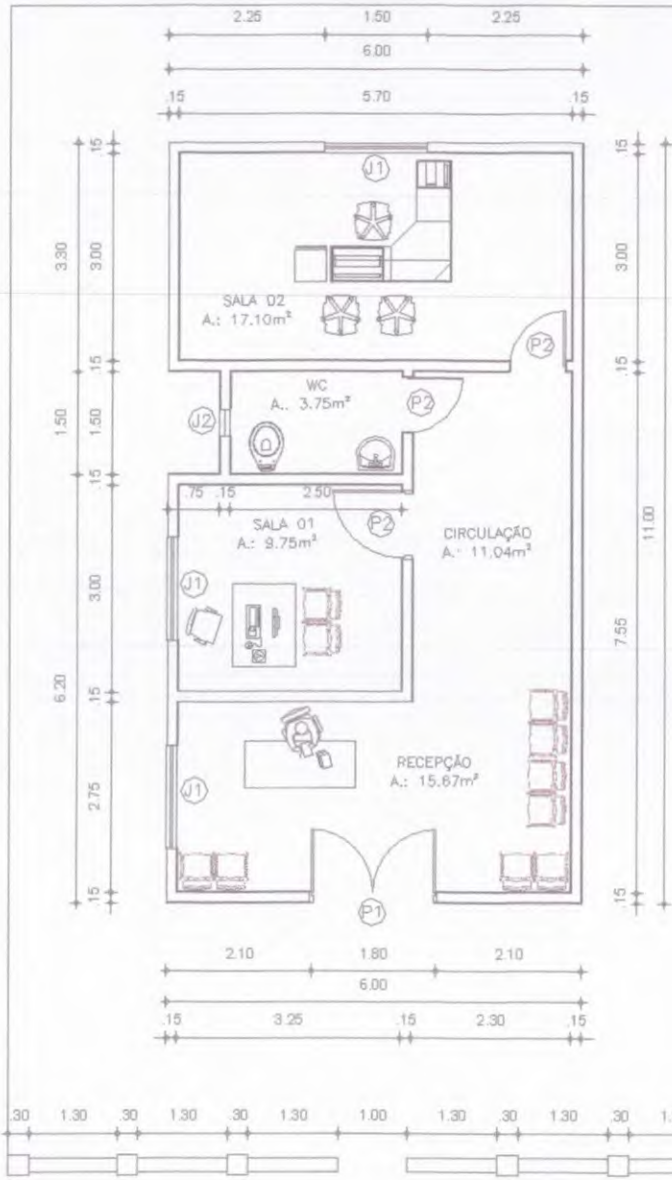 2.25 1.50 2.25
6.00
.15 5.70 .15
.15
3.30
3.00
.15
1.50
1.50
.15
3.00
6.20
.15
2.75
.15
J1
SALA 02
A.: 17.10m²
P2
WC
A.. 3.75m²
J2
P2
.75 .15 2.50
SALA 01
A.: 9.75m²
P2
CIRCULAÇÃO
A.: 11.04m²
J1
RECEPÇÃO
A.: 15.67m²
J1
P1
.15
3.00
.15
11.00
7.55
.15
2.10 1.80 2.10
6.00
.15 3.25 .15 2.30 .15
.30 1.30 .30 1.30 .30 1.30 1.00 1.30 .30 1.30 .30